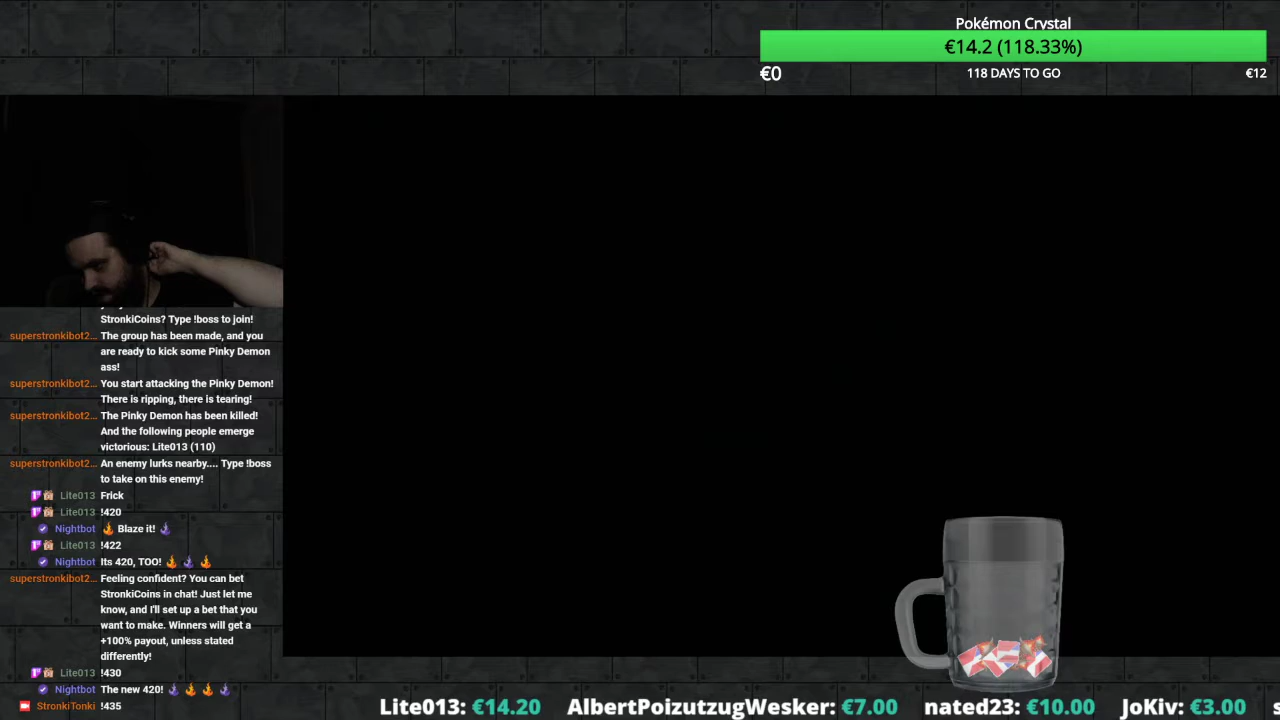 Pokémon Crystal
€14.2 (118.33%)
€0
118 DAYS TO GO
€12
StronkiCoins? Type !boss to join!
superstronkibot2... The group has been made, and you
are ready to kick some Pinky Demon
ass!
superstronkibot2... You start attacking the Pinky Demon!
There is ripping, there is tearing!
superstronkibot2... The Pinky Demon has been killed!
And the following people emerge
victorious: Lite013 (110)
superstronkibot2... An enemy lurks nearby.... Type !boss
to take on this enemy!
Lite013 Frick
Lite013 !420
Nightbot Blaze it!
Lite013 !422
Nightbot Its 420, TOO!
superstronkibot2... Feeling confident? You can bet
StronkiCoins in chat! Just let me
know, and I'll set up a bet that you
want to make. Winners will get a
+100% payout, unless stated
differently!
Lite013 !430
Nightbot The new 420!
StronkiTonki !435
Lite013: €14.20 AlbertPoizutzugWesker: €7.00 nated23: €10.00 JoKiv: €3.00